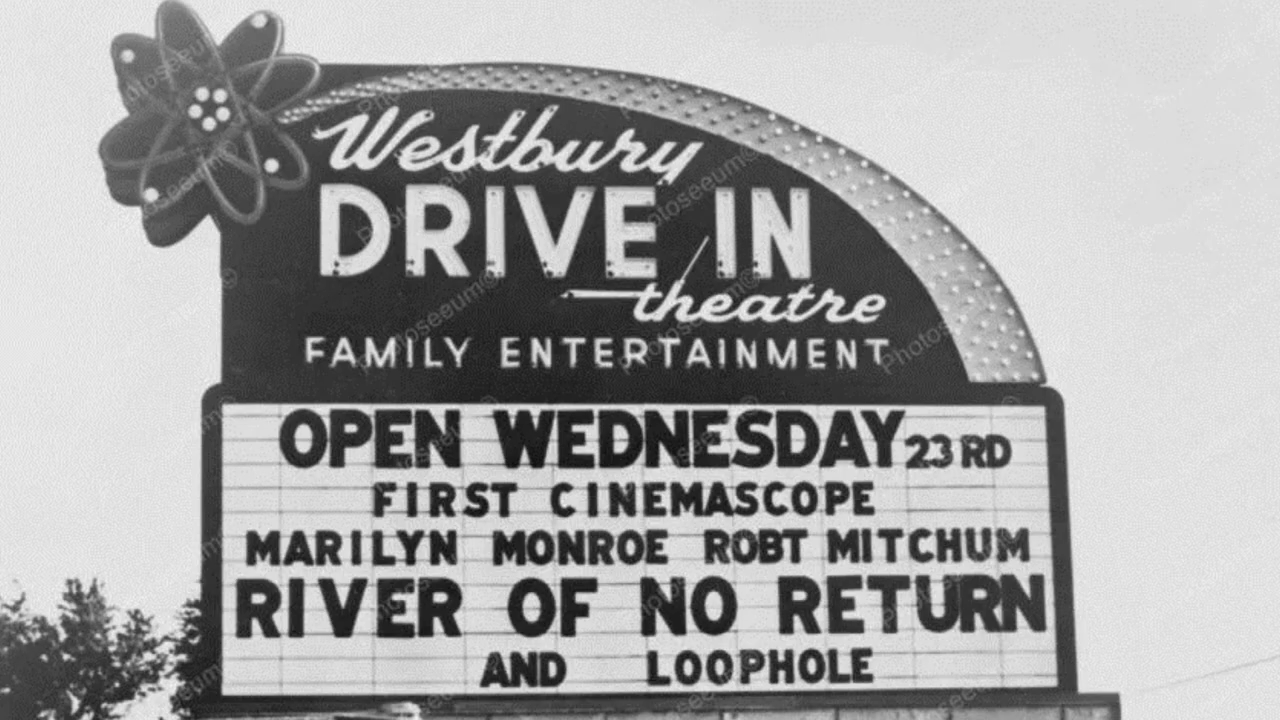 Westbury
DRIVE IN
theatre
FAMILY ENTERTAINMENT
OPEN WEDNESDAY 23 RD
FIRST CINEMASCOPE
MARILYN MONROE ROBT MITCHUM
RIVER OF NO RETURN
AND LOOPHOLE
Photoseeum©